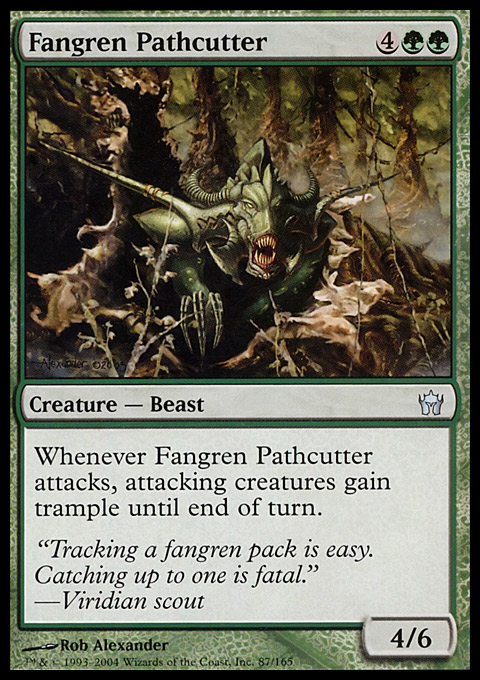 Fangren Pathcutter 4
Creature — Beast
Whenever Fangren Pathcutter
attacks, attacking creatures gain
trample until end of turn.
“Tracking a fangren pack is easy.
Catching up to one is fatal.”
—Viridian scout
4/6
Rob Alexander
™ & © 1993–2004 Wizards of the Coast, Inc. 87/165